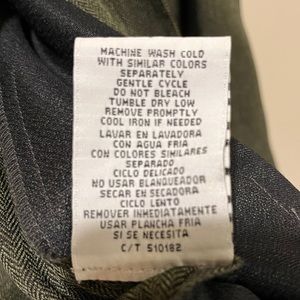 MACHINE WASH COLD
WITH SIMILAR COLORS
SEPARATELY
GENTLE CYCLE
DO NOT BLEACH
TUMBLE DRY LOW
REMOVE PROMPTLY
COOL IRON IF NEEDED
LAVAR EN LAVADORA
CON AGUA FRIA
CON COLORES SIMILARES
SEPARADO
CICLO DELICADO
NO USAR BLANQUEADOR
SECAR EN SECADORA
CICLO LENTO
REMOVER INMEDIATAMENTE
USAR PLANCHA FRIA
SI SE NECESITA
C/T 510182